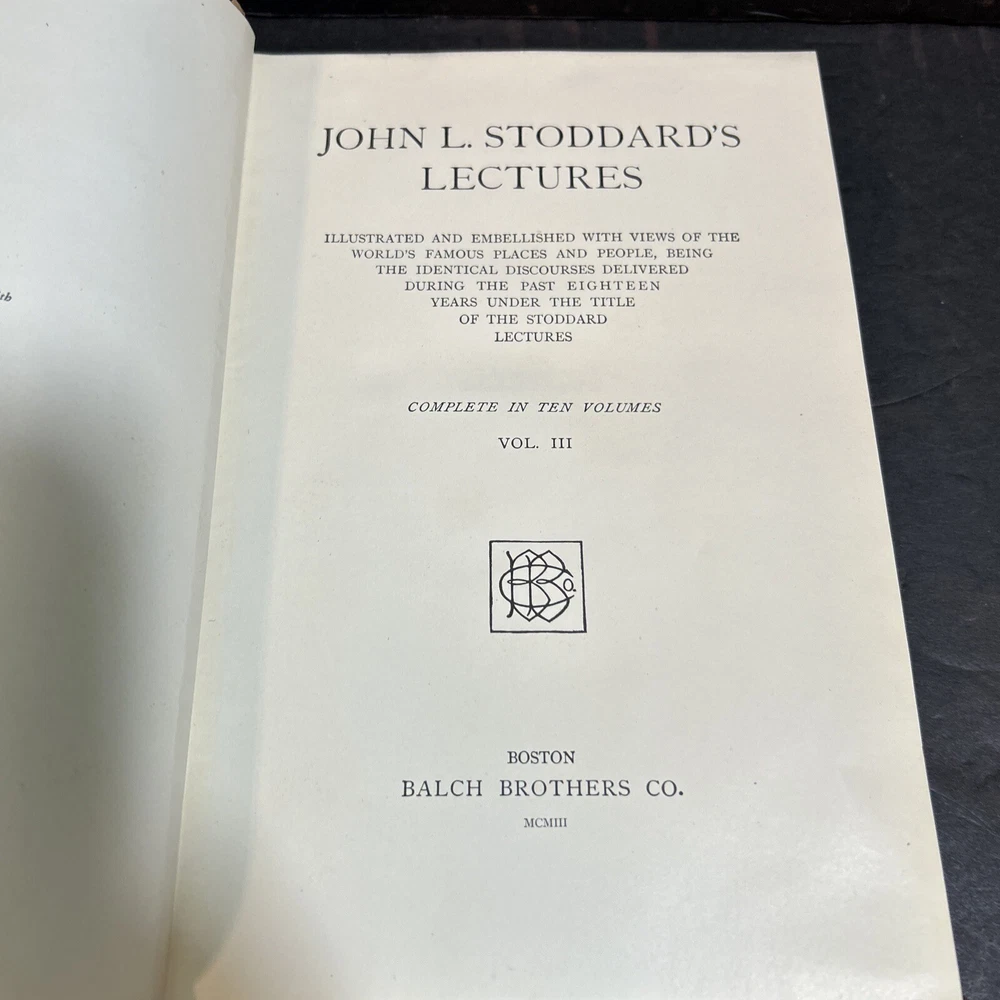 JOHN L. STODDARD'S
LECTURES
ILLUSTRATED AND EMBELLISHED WITH VIEWS OF THE
WORLD'S FAMOUS PLACES AND PEOPLE, BEING
THE IDENTICAL DISCOURSES DELIVERED
DURING THE PAST EIGHTEEN
YEARS UNDER THE TITLE
OF THE STODDARD
LECTURES
COMPLETE IN TEN VOLUMES
VOL. III
BOSTON
BALCH BROTHERS CO.
MCMIII